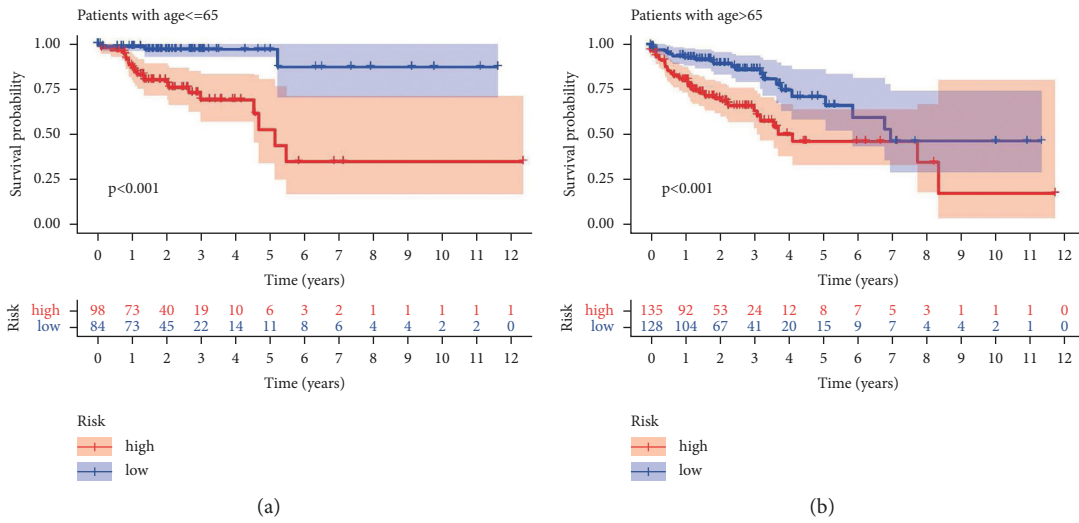 Patients with age<=65
1.00
0.75
0.50
0.25
0.00
Survival probability
p<0.001
0 1 2 3 4 5 6 7 8 9 10 11 12
Time (years)
Risk
high 98 73 40 19 10 6 3 2 1 1 1 1 1
low 84 73 45 22 14 11 8 6 4 4 2 2 0
0 1 2 3 4 5 6 7 8 9 10 11 12
Time (years)
Risk
high
low
(a)
Patients with age>65
1.00
0.75
0.50
0.25
0.00
Survival probability
p<0.001
0 1 2 3 4 5 6 7 8 9 10 11 12
Time (years)
Risk
high 135 92 53 24 12 8 7 5 3 1 1 1 0
low 128 104 67 41 20 15 9 7 4 4 2 1 0
0 1 2 3 4 5 6 7 8 9 10 11 12
Time (years)
Risk
high
low
(b)